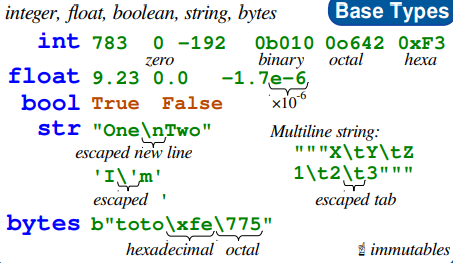 integer, float, boolean, string, bytes
Base Types
int 783 0 -192 0b010 0o642 0xF3
zero binary octal hexa
float 9.23 0.0 -1.7e-6
×10-6
bool True False
str "One\nTwo"
escaped new line
'I\'m'
escaped '
Multiline string:
"""X\tY\tZ
1\t2\t3"""
escaped tab
bytes b"toto\xfe\775"
hexadecimal octal
☝ immutables